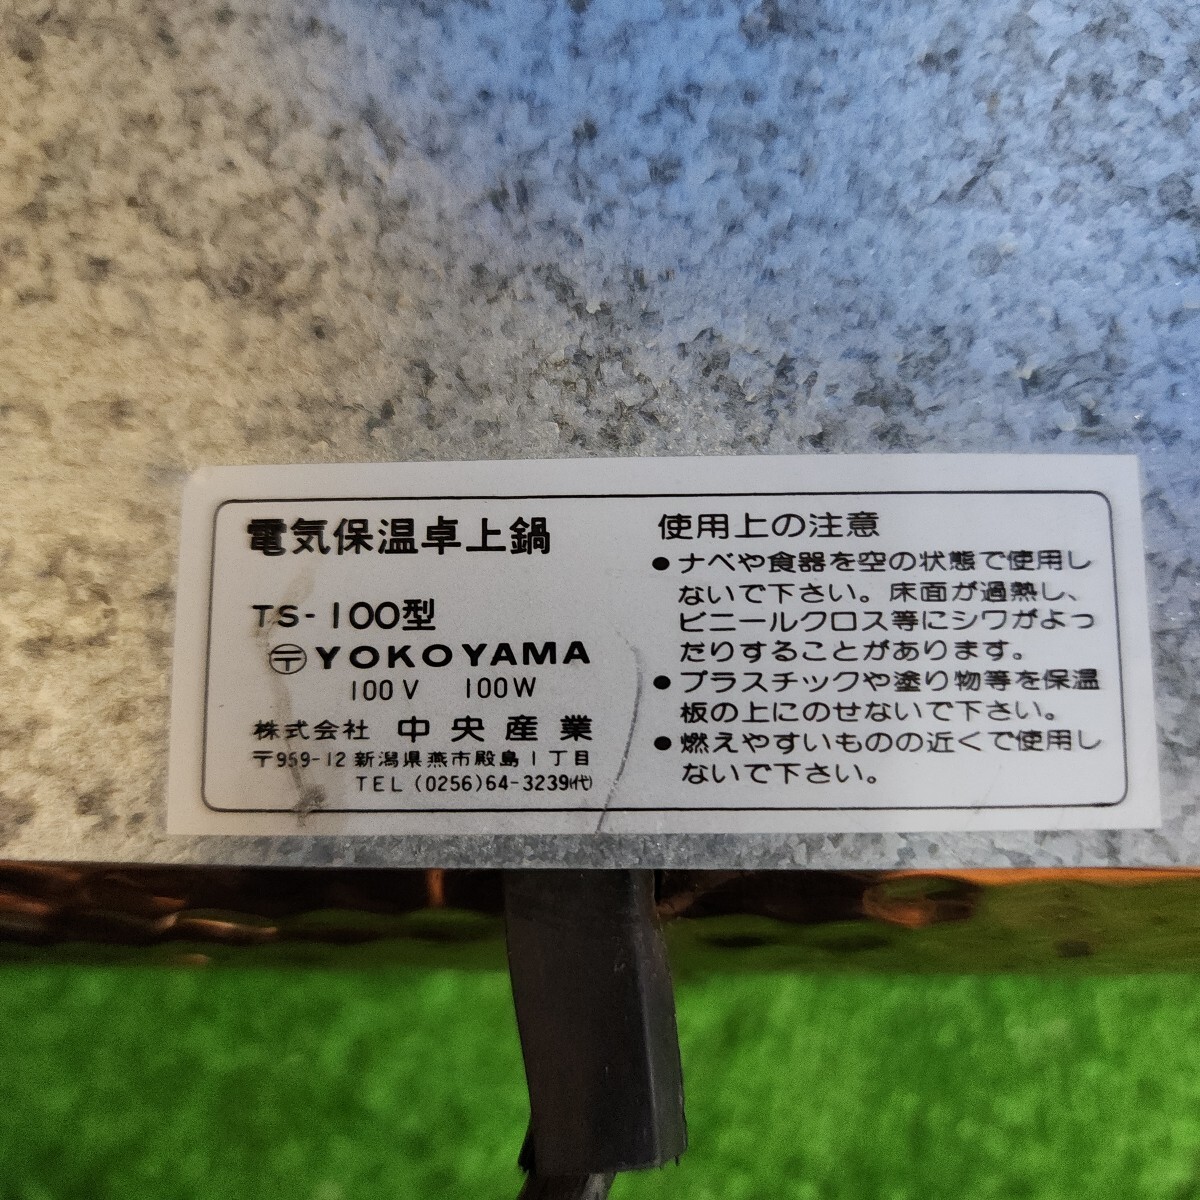 電気保温卓上鍋
TS-100型
〒YOKOYAMA
100V 100W
株式会社 中央産業
〒959-12 新潟県燕市殿島1丁目
TEL (0256)64-3239(代)
使用上の注意
●ナベや食器を空の状態で使用し
ないで下さい。床面が過熱し、
ビニールクロス等にシワがよっ
たりすることがあります。
●プラスチックや塗り物等を保温
板の上にのせないで下さい。
●燃えやすいものの近くで使用し
ないで下さい。